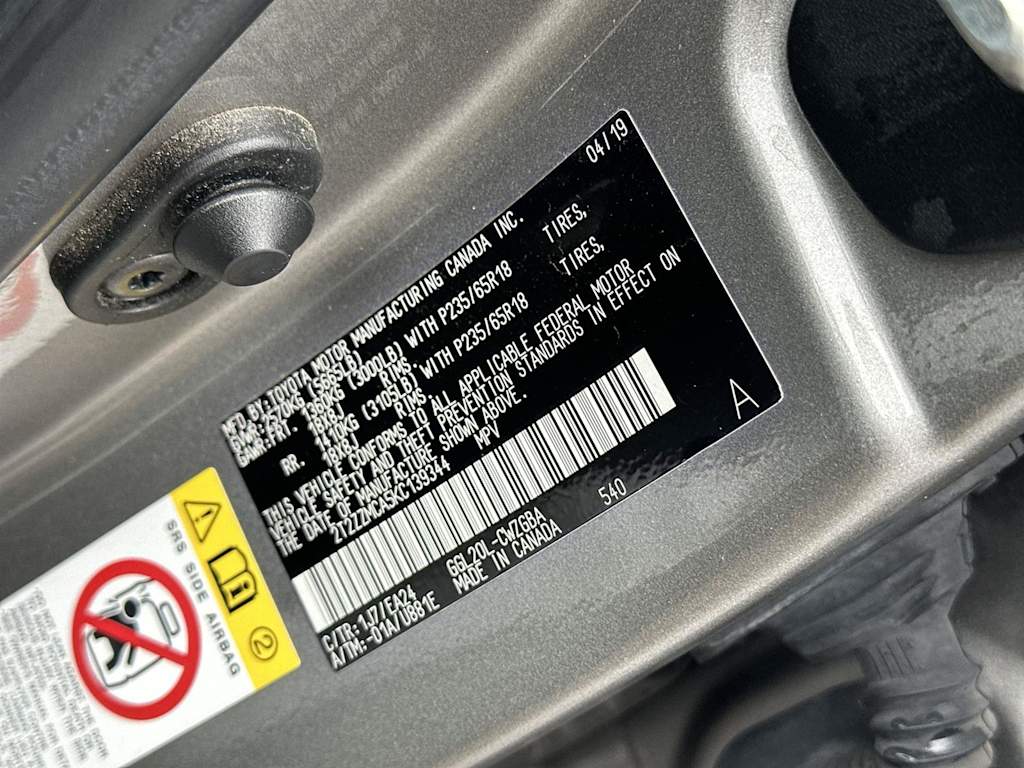 MFD BY:TOYOTA MOTOR MANUFACTURING CANADA INC. 04/19
GVWR:2570KG (5665LB)
GAWR:FRT. 1360KG (3000LB) WITH P235/65R18 TIRES,
18X8J RIMS,
RR. 1410KG (3105LB) WITH P235/65R18 TIRES,
18X8J RIMS,
THIS VEHICLE CONFORMS TO ALL APPLICABLE FEDERAL MOTOR
VEHICLE SAFETY AND THEFT PREVENTION STANDARDS IN EFFECT ON
THE DATE OF MANUFACTURE SHOWN ABOVE.
2T2ZZMCA5KC139344 MPV
A
C/TR:1J7/EA24 GGL20L-CWZGBA 540
A/TM:-01A/U881E MADE IN CANADA
SRS SIDE AIRBAG
2